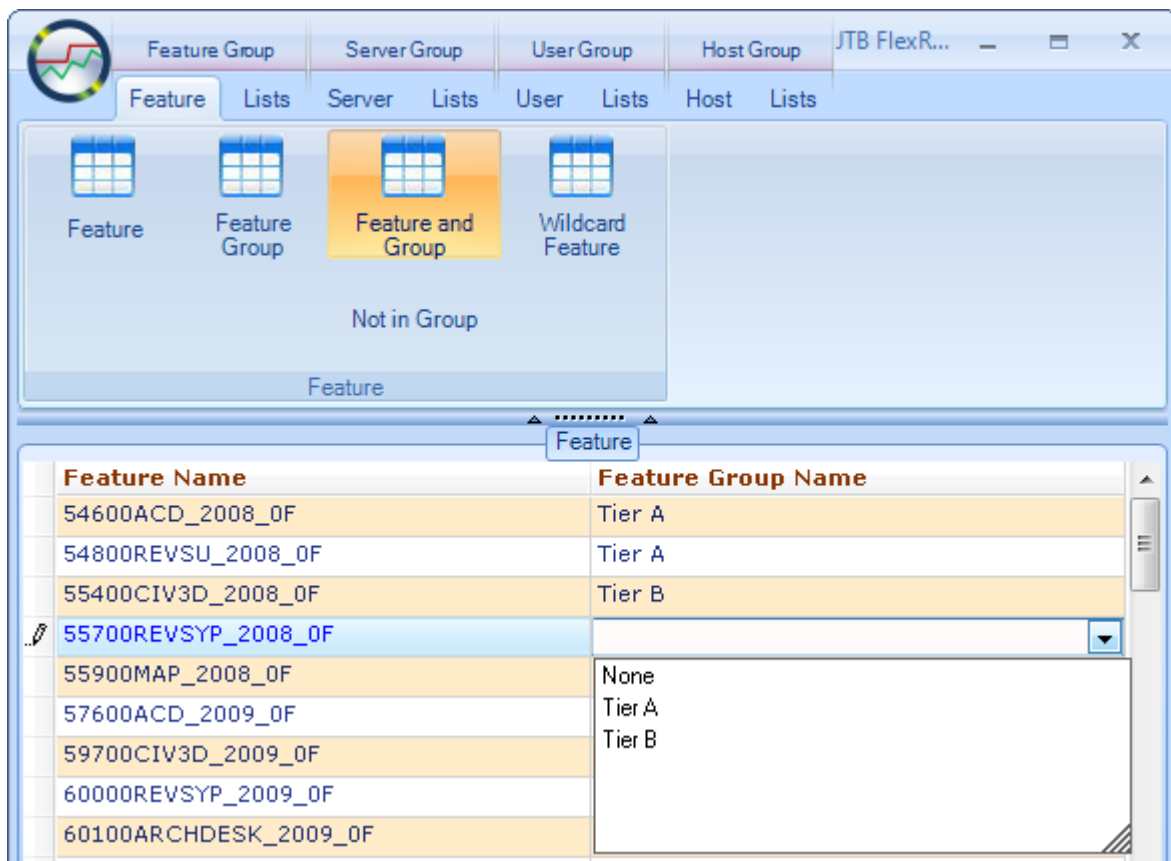 Feature Group Server Group User Group Host Group JTB FlexR...
Feature Lists Server Lists User Lists Host Lists
Feature
Feature Group
Feature and Group
Wildcard Feature
Not in Group
Feature
Feature
Feature Name Feature Group Name
54600ACD_2008_0F Tier A
54800REVSU_2008_0F Tier A
55400CIV3D_2008_0F Tier B
55700REVSYP_2008_0F
55900MAP_2008_0F None
57600ACD_2009_0F Tier A
59700CIV3D_2009_0F Tier B
60000REVSYP_2009_0F
60100ARCHDESK_2009_0F